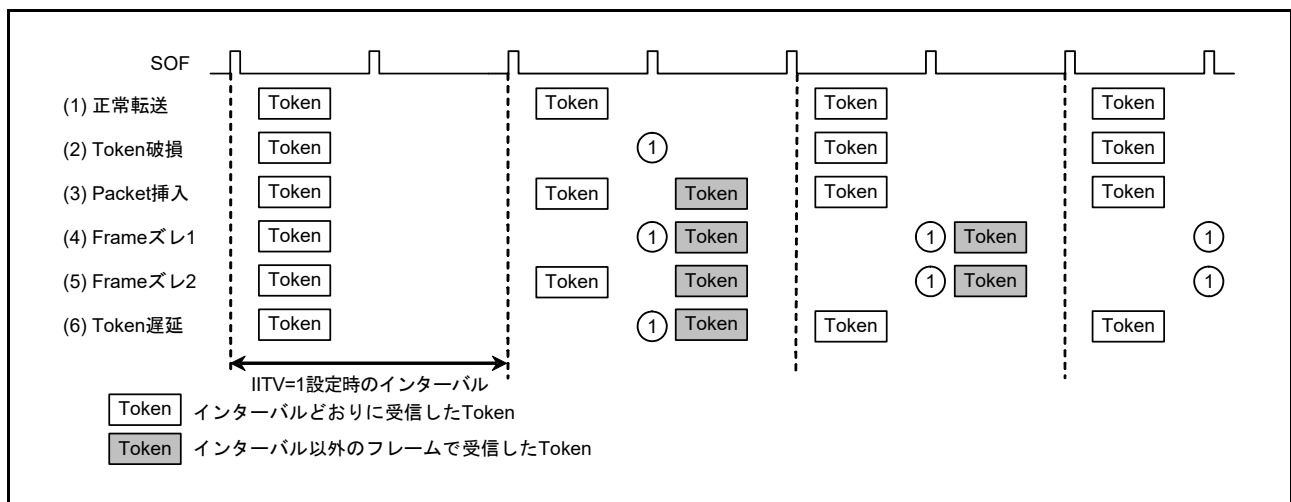 SOF
(1) 正常転送 Token Token Token Token
(2) Token破損 Token 1 Token Token
(3) Packet挿入 Token Token Token Token Token
(4) Frameズレ1 Token 1 Token 1 Token 1
(5) Frameズレ2 Token Token Token 1 Token 1
(6) Token遅延 Token 1 Token Token Token
IITV=1設定時のインターバル
Token インターバルどおりに受信したToken
Token インターバル以外のフレームで受信したToken